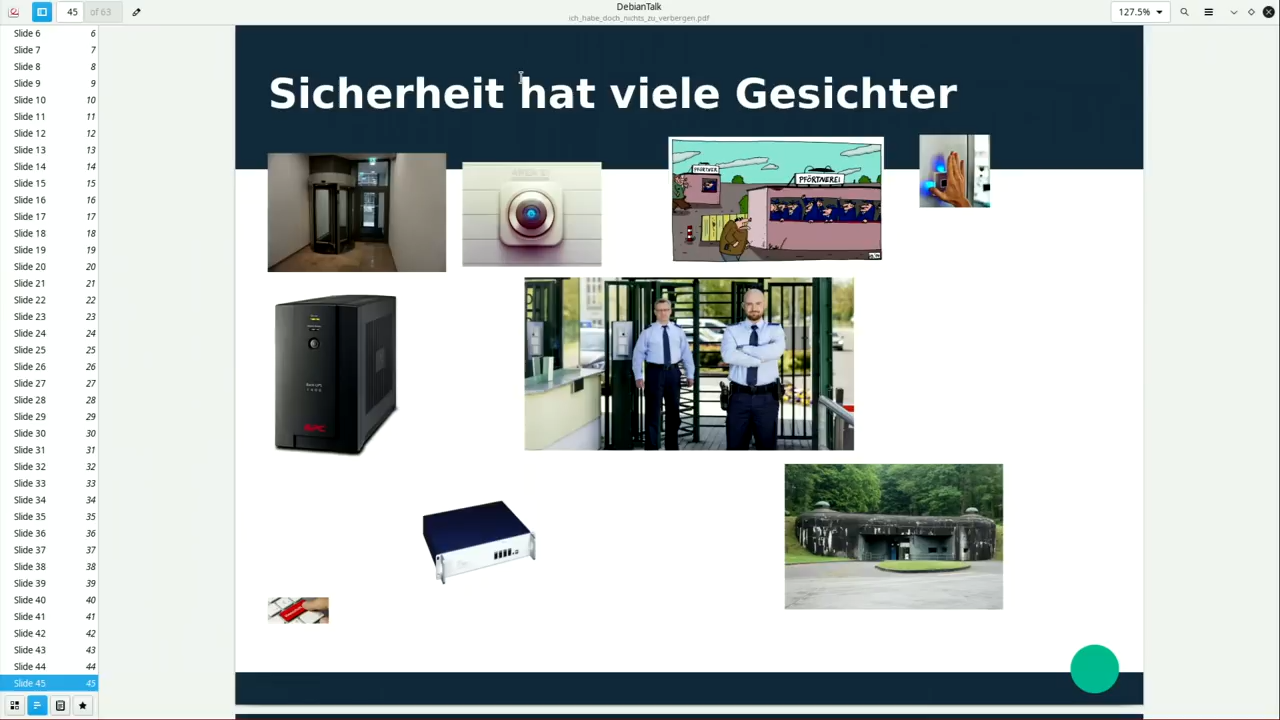 45 of 63
DebianTalk
ich_habe_doch_nichts_zu_verbergen.pdf
127.5%
Slide 6 6
Slide 7 7
Slide 8 8
Slide 9 9
Slide 10 10
Slide 11 11
Slide 12 12
Slide 13 13
Slide 14 14
Slide 15 15
Slide 16 16
Slide 17 17
Slide 18 18
Slide 19 19
Slide 20 20
Slide 21 21
Slide 22 22
Slide 23 23
Slide 24 24
Slide 25 25
Slide 26 26
Slide 27 27
Slide 28 28
Slide 29 29
Slide 30 30
Slide 31 31
Slide 32 32
Slide 33 33
Slide 34 34
Slide 35 35
Slide 36 36
Slide 37 37
Slide 38 38
Slide 39 39
Slide 40 40
Slide 41 41
Slide 42 42
Slide 43 43
Slide 44 44
Slide 45 45
Sicherheit hat viele Gesichter
PFÖRTNER
PFÖRTNEREI
APC